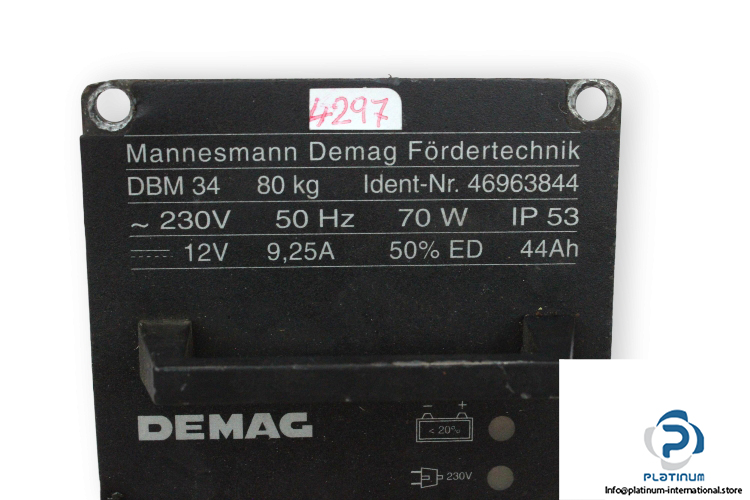 4297
Mannesmann Demag Fördertechnik
DBM 34 80 kg Ident-Nr. 46963844
~ 230V 50 Hz 70 W IP 53
12V 9,25A 50% ED 44Ah
DEMAG
- +
< 20%
230V
PLATINUM
Info@platinum-international.store